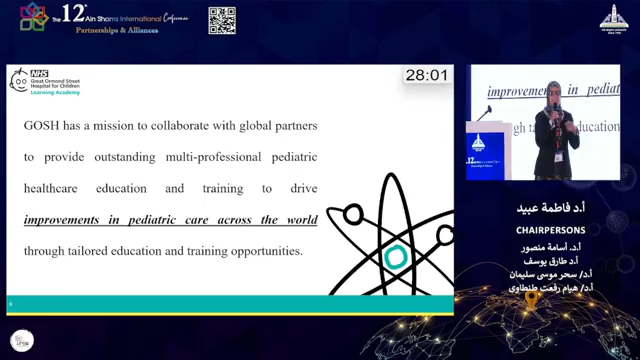 The 12th Ain Shams International Conference
Partnerships & Alliances
NHS
Great Ormond Street
Hospital for Children
Learning Academy
28:01
GOSH has a mission to collaborate with global partners
to provide outstanding multi-professional pediatric
healthcare education and training to drive
improvements in pediatric care across the world
through tailored education and training opportunities.
4
improvements in pediat
12
أ.د فاطمة عبيد
CHAIRPERSONS
أ.د. أسامة منصور
أ.د طارق يوسف
أ.د/ سحر موسى سليمان
أ.د/ هيام رفعت طنطاوي